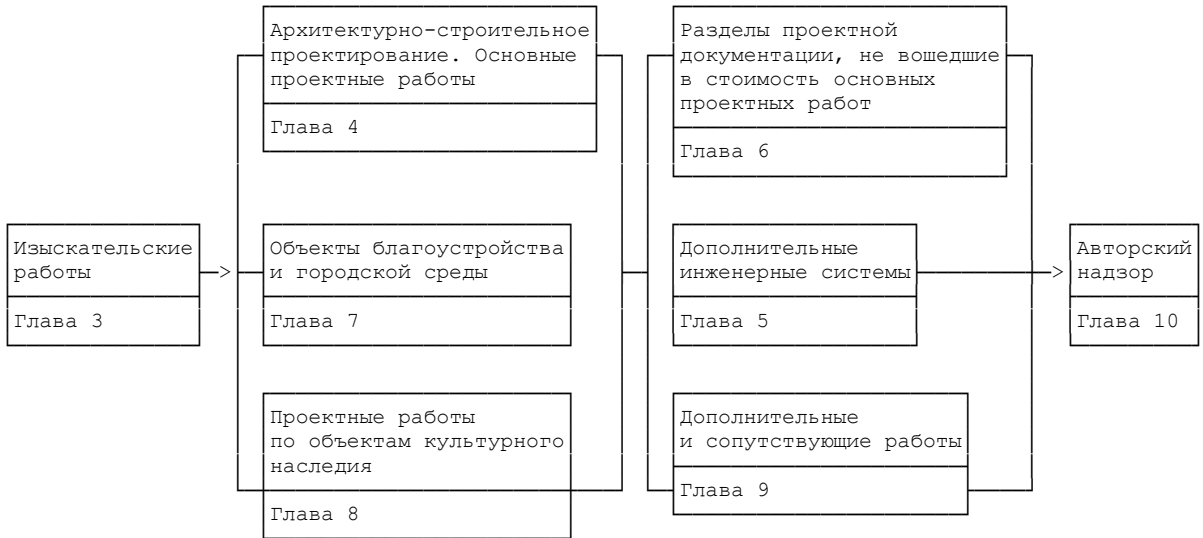 Архитектурно-строительное
проектирование. Основные
проектные работы
Глава 4
Разделы проектной
документации, не вошедшие
в стоимость основных
проектных работ
Глава 6
Изыскательские
работы
Глава 3
Объекты благоустройства
и городской среды
Глава 7
Дополнительные
инженерные системы
Глава 5
Авторский
надзор
Глава 10
Проектные работы
по объектам культурного
наследия
Глава 8
Дополнительные
и сопутствующие работы
Глава 9